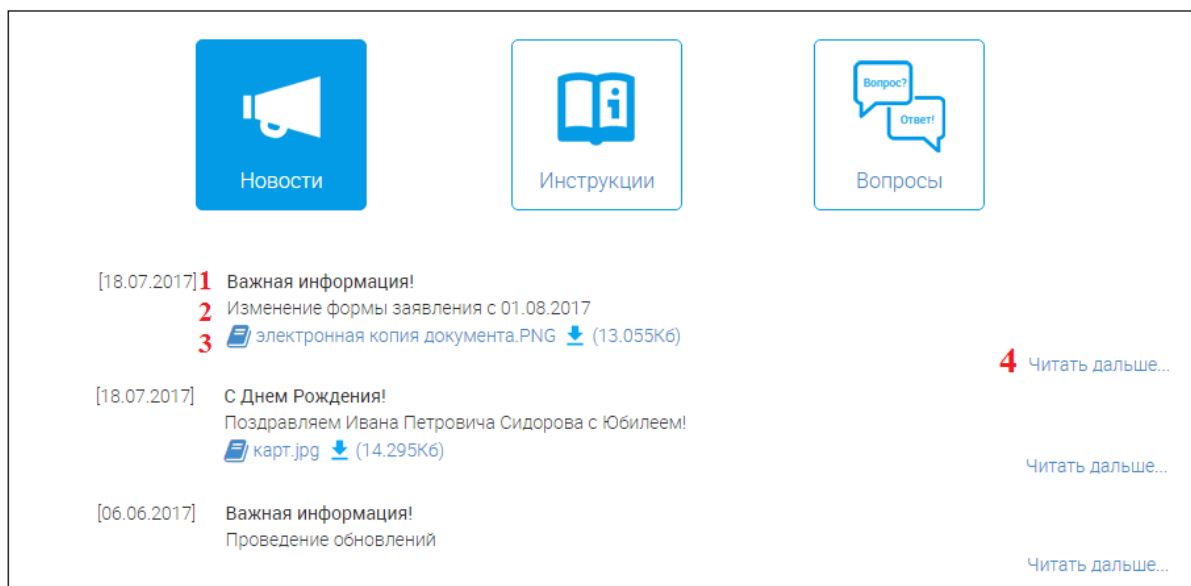 Вопрос?
Ответ!
Новости
Инструкции
Вопросы
[18.07.2017] 1 Важная информация!
2 Изменение формы заявления с 01.08.2017
3 электронная копия документа.PNG (13.055Кб)
4 Читать дальше...
[18.07.2017] С Днем Рождения!
Поздравляем Ивана Петровича Сидорова с Юбилеем!
карт.jpg (14.295Кб)
Читать дальше...
[06.06.2017] Важная информация!
Проведение обновлений
Читать дальше...